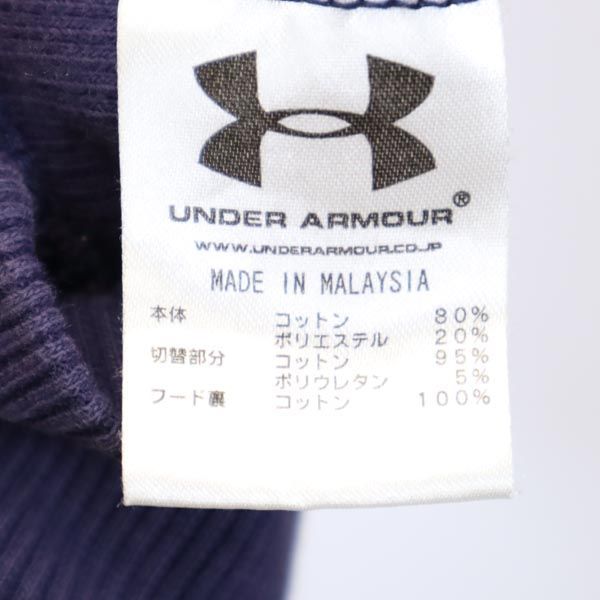 UNDER ARMOUR®
WWW.UNDERARMOUR.CO.JP
MADE IN MALAYSIA
本体 コットン 80%
ポリエステル 20%
切替部分 コットン 95%
ポリウレタン 5%
フード裏 コットン 100%